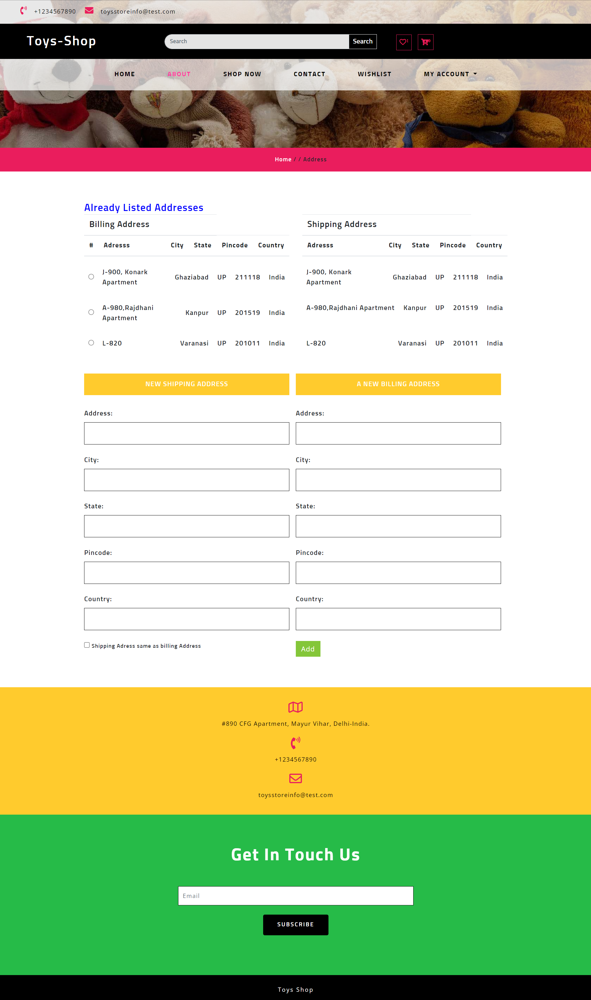 +1234567890 toysstoreinfo@test.com
Toys-Shop Search Search 1 0
HOME ABOUT SHOP NOW CONTACT WISHLIST MY ACCOUNT
Home / / Address
Already Listed Addresses
Billing Address
# Adresss City State Pincode Country
J-900, Konark
Apartment
Ghaziabad UP 211118 India
A-980,Rajdhani
Apartment
Kanpur UP 201519 India
L-820 Varanasi UP 201011 India
Shipping Address
Adresss City State Pincode Country
J-900, Konark
Apartment
Ghaziabad UP 211118 India
A-980,Rajdhani Apartment Kanpur UP 201519 India
L-820 Varanasi UP 201011 India
NEW SHIPPING ADDRESS
Address:
City:
State:
Pincode:
Country:
Shipping Adress same as billing Address
A NEW BILLING ADDRESS
Address:
City:
State:
Pincode:
Country:
Add
#890 CFG Apartment, Mayur Vihar, Delhi-India.
+1234567890
toysstoreinfo@test.com
Get In Touch Us
Email
SUBSCRIBE
Toys Shop